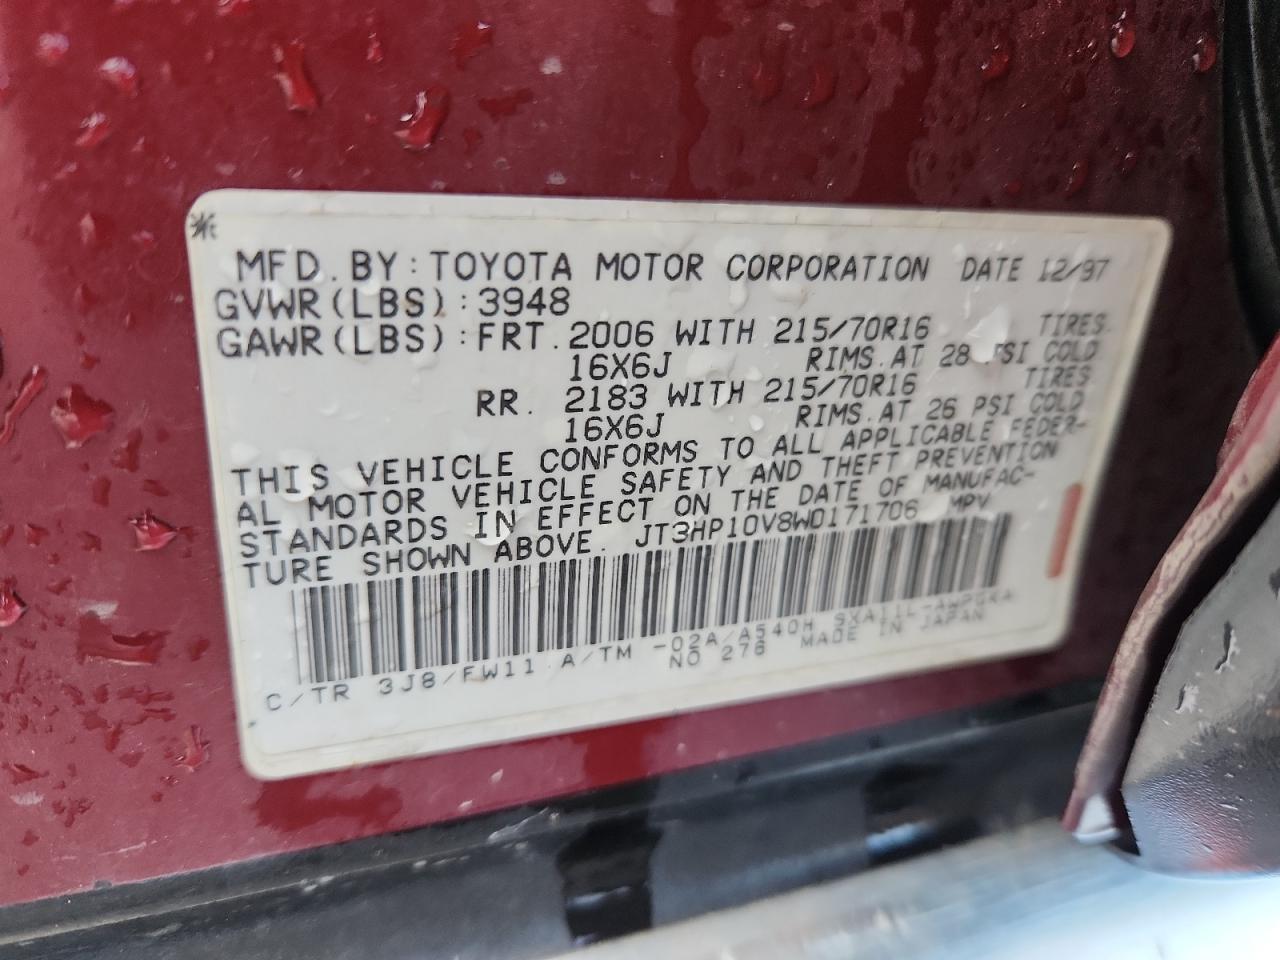 MFD. BY: TOYOTA MOTOR CORPORATION DATE 12/97
GVWR(LBS): 3948
GAWR(LBS): FRT. 2006 WITH 215/70R16 TIRES.
16X6J RIMS. AT 28 PSI COLD
RR. 2183 WITH 215/70R16 TIRES
16X6J RIMS. AT 26 PSI COLD
THIS VEHICLE CONFORMS TO ALL APPLICABLE FEDER-
AL MOTOR VEHICLE SAFETY AND THEFT PREVENTION
STANDARDS IN EFFECT ON THE DATE OF MANUFAC-
TURE SHOWN ABOVE. JT3HP10V8W0171706 MPV
C/TR 3J8/FW11 A/TM -02A/A540H SXA11L-AWPGKA
NO 276 MADE IN JAPAN